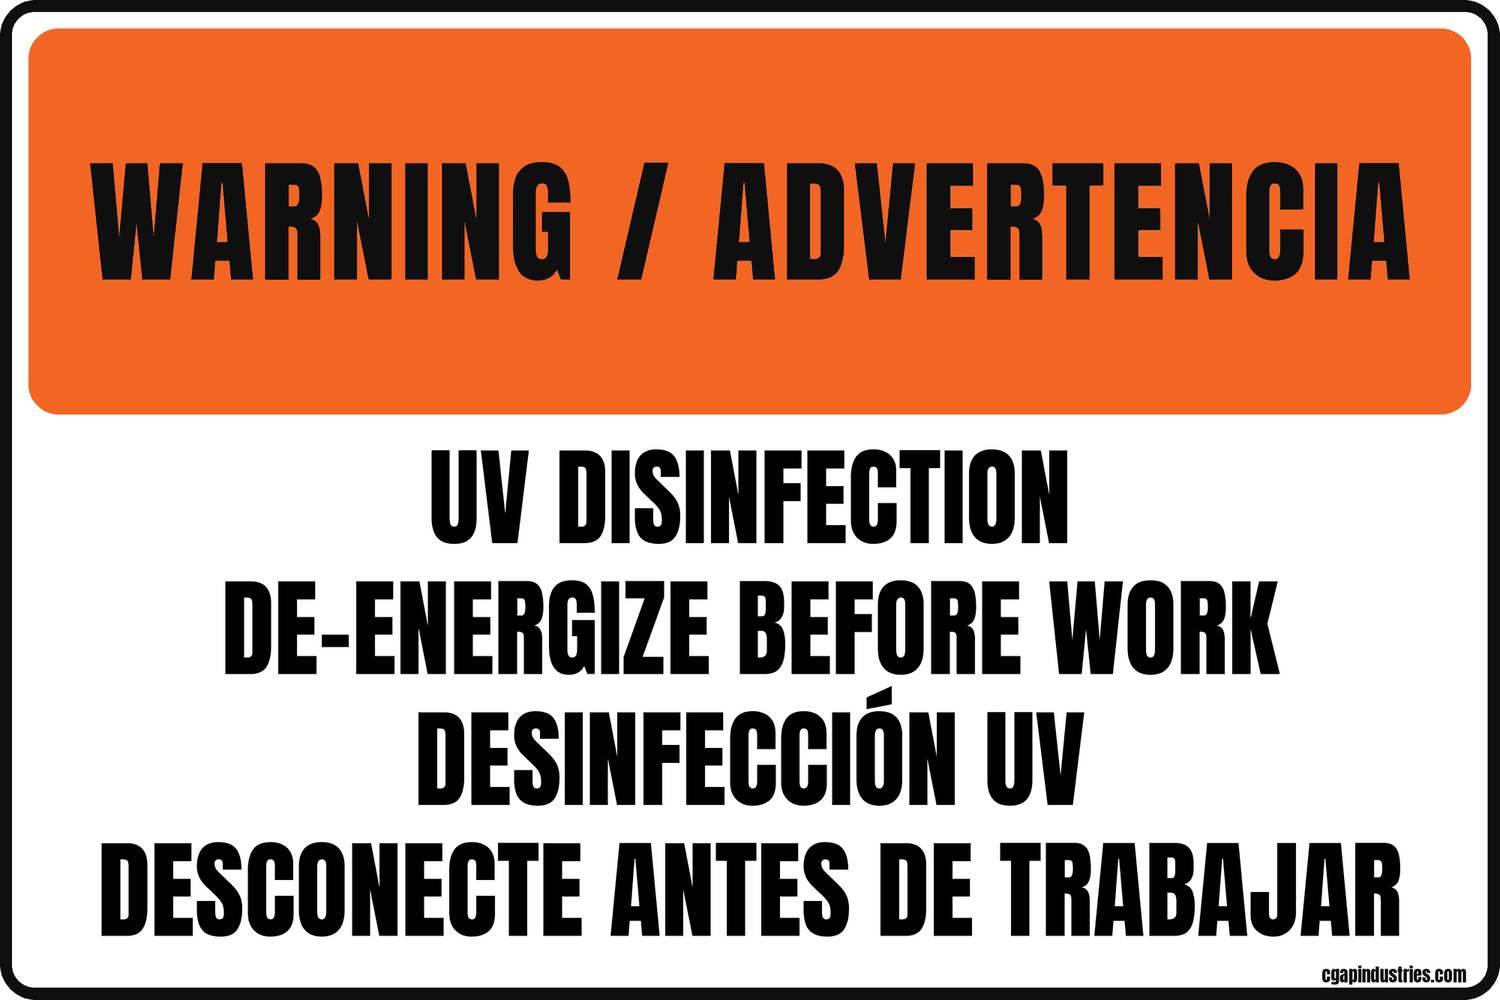 WARNING / ADVERTENCIA
UV DISINFECTION
DE-ENERGIZE BEFORE WORK
DESINFECCIÓN UV
DESCONECTE ANTES DE TRABAJAR
cgapindustries.com